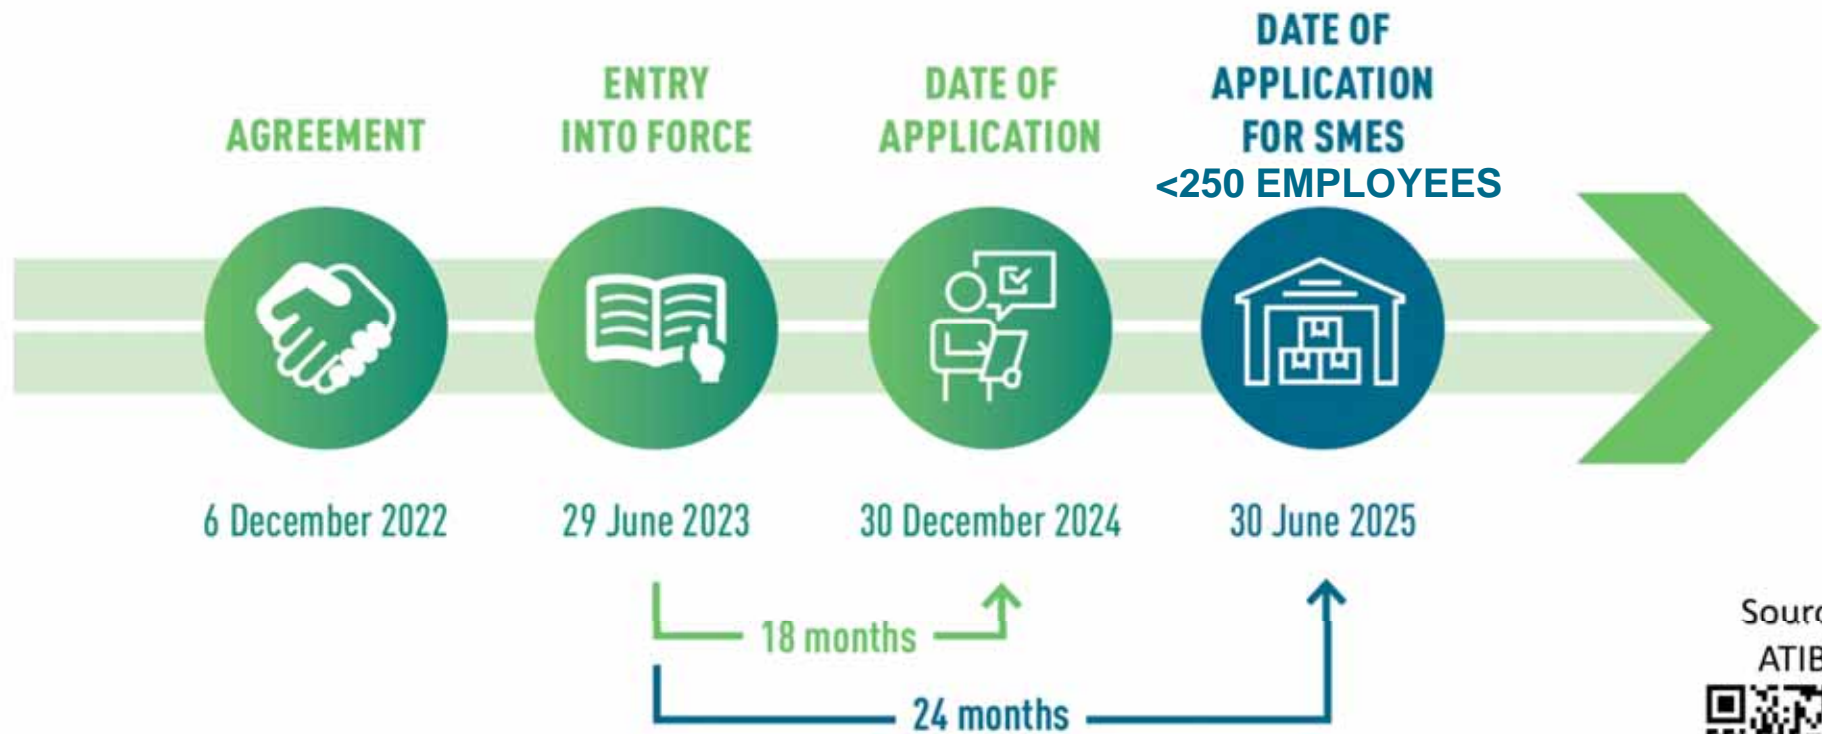 AGREEMENT
ENTRY
INTO FORCE
DATE OF
APPLICATION
DATE OF
APPLICATION
FOR SMES
<250 EMPLOYEES
6 December 2022
29 June 2023
30 December 2024
30 June 2025
18 months
24 months